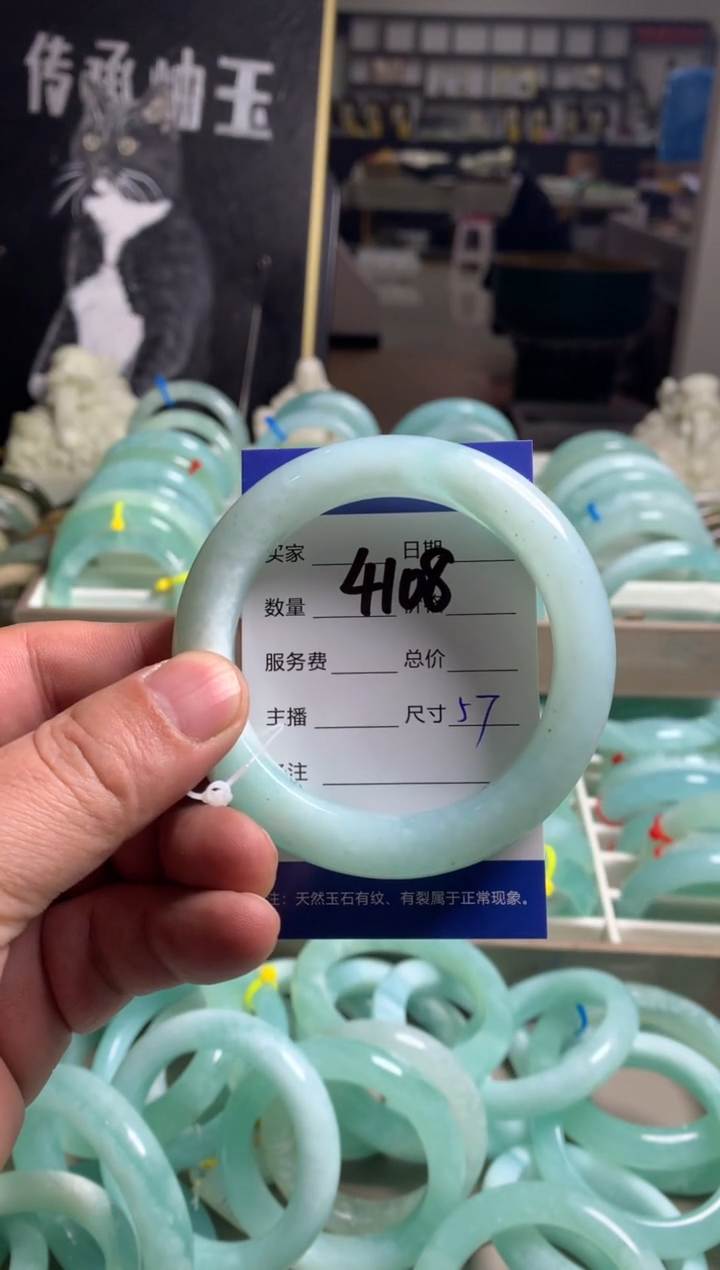 传承岫玉
买家 日期
4108
数量
服务费 总价
主播 尺寸 57
注
注：天然玉石有纹、有裂属于正常现象。